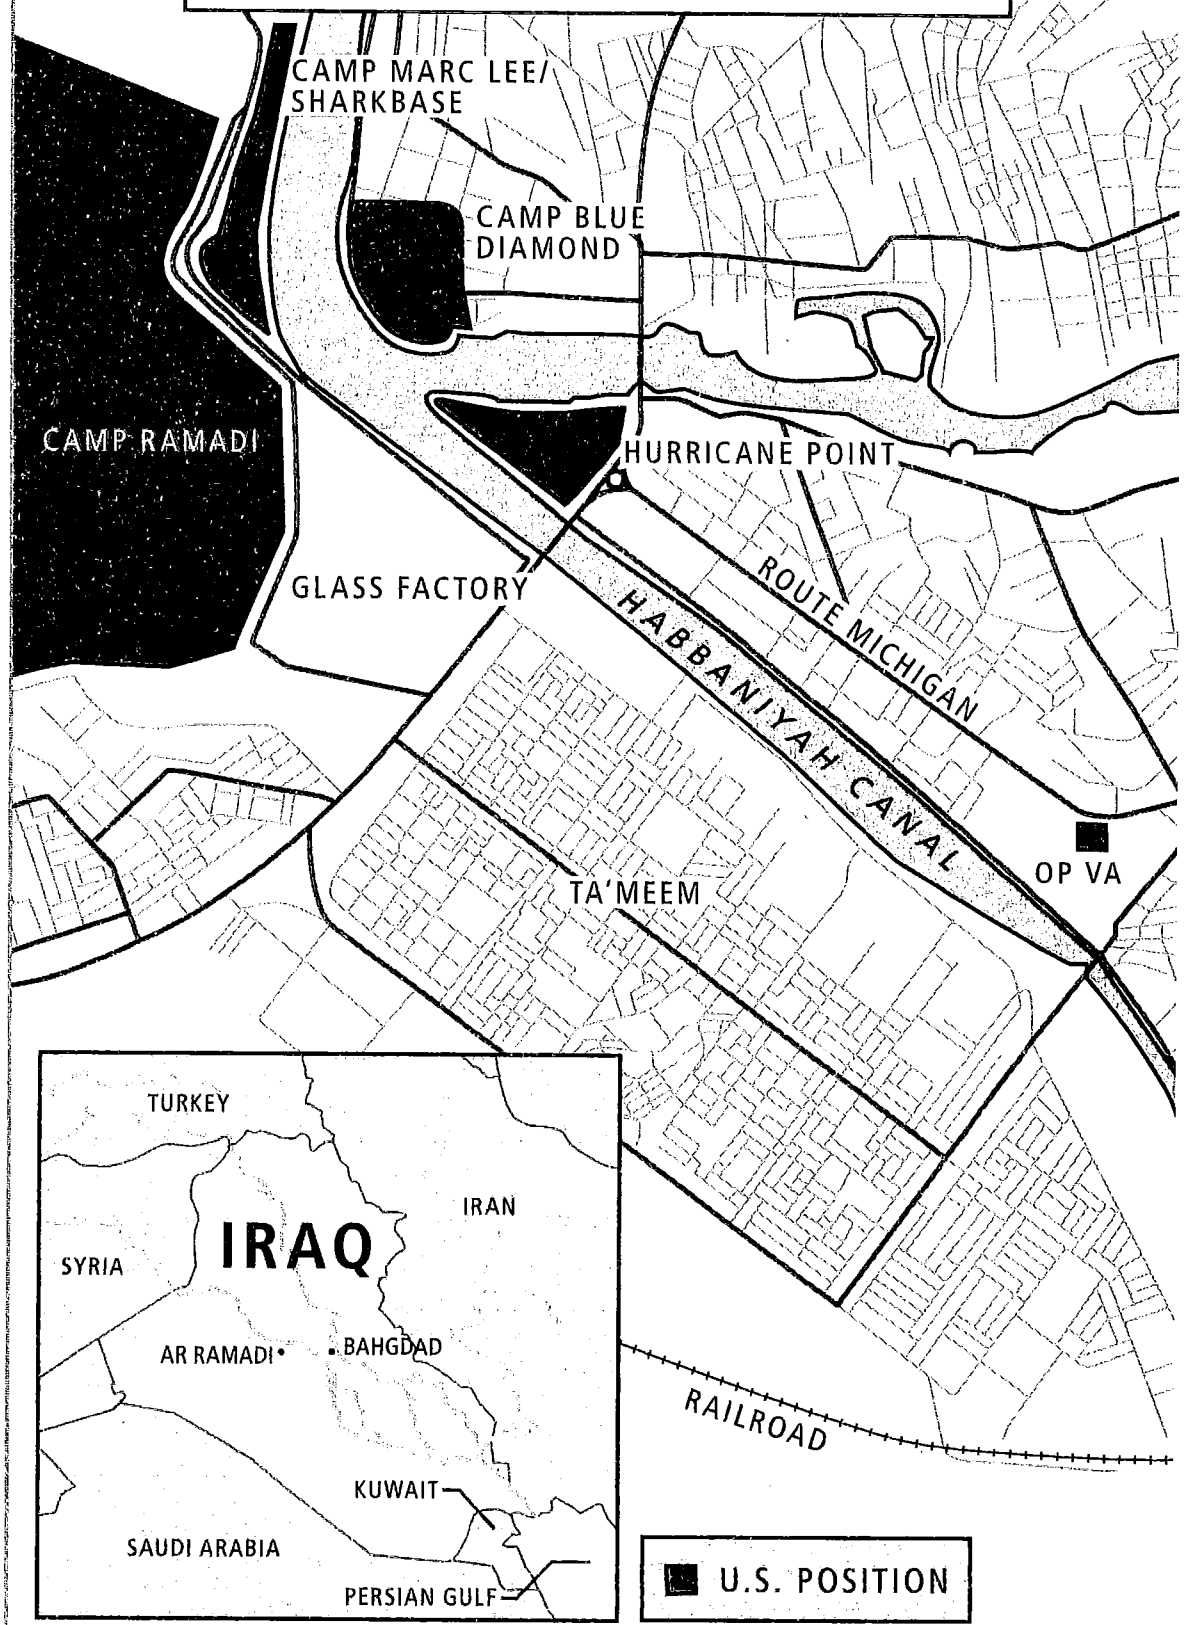 CAMP MARC LEE/
SHARKBASE
CAMP BLUE
DIAMOND
CAMP RAMADI
HURRICANE POINT
GLASS FACTORY
ROUTE MICHIGAN
HABBANIYAH CANAL
OP VA
TA'MEEM
TURKEY
IRAN
IRAQ
SYRIA
AR RAMADI
BAHGDAD
KUWAIT
SAUDI ARABIA
PERSIAN GULF
RAILROAD
U.S. POSITION